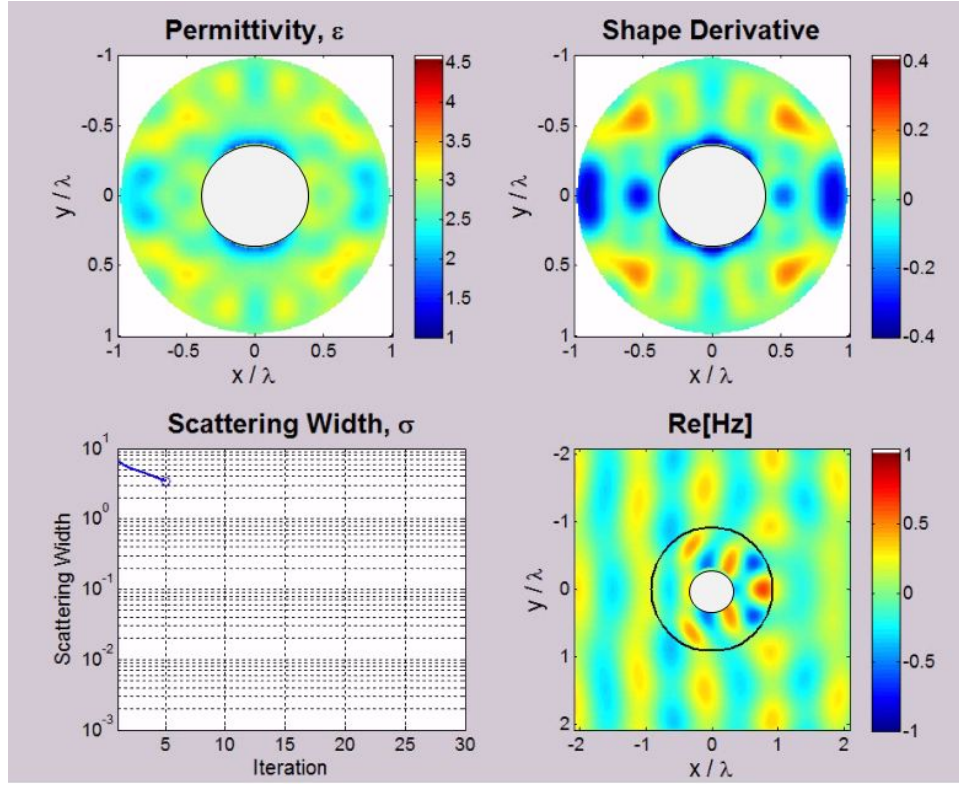 Permittivity, ε
-1
-0.5
0
0.5
1
y / λ
-1 -0.5 0 0.5 1
x / λ
4.5
4
3.5
3
2.5
2
1.5
1
Shape Derivative
-1
-0.5
0
0.5
1
y / λ
-1 -0.5 0 0.5 1
x / λ
0.4
0.2
0
-0.2
-0.4
Scattering Width, σ
10^1
10^0
10^-1
10^-2
10^-3
Scattering Width
5 10 15 20 25 30
Iteration
Re[Hz]
-2
-1
0
1
2
y / λ
-2 -1 0 1 2
x / λ
1
0.5
0
-0.5
-1